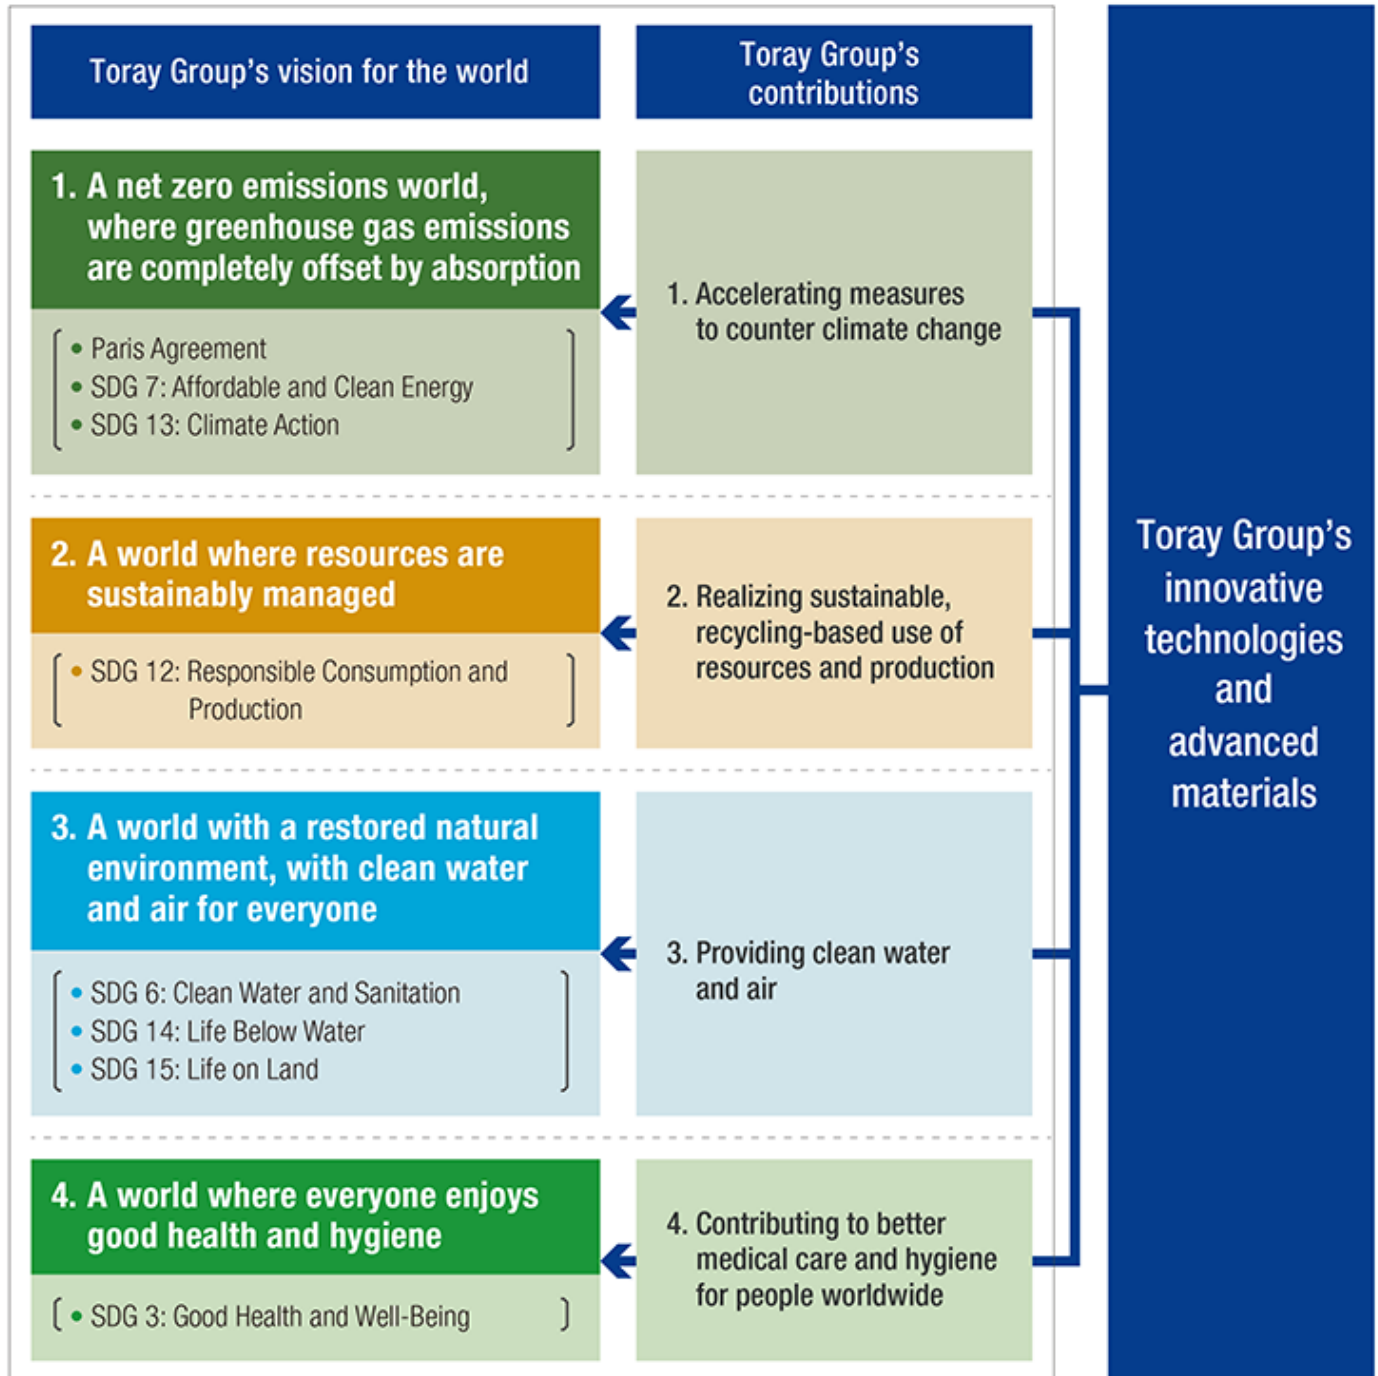 Toray Group's vision for the world
Toray Group's
contributions
1. A net zero emissions world,
where greenhouse gas emissions
are completely offset by absorption
• Paris Agreement
• SDG 7: Affordable and Clean Energy
• SDG 13: Climate Action
1. Accelerating measures
to counter climate change
2. A world where resources are
sustainably managed
• SDG 12: Responsible Consumption and
Production
2. Realizing sustainable,
recycling-based use of
resources and production
3. A world with a restored natural
environment, with clean water
and air for everyone
• SDG 6: Clean Water and Sanitation
• SDG 14: Life Below Water
• SDG 15: Life on Land
3. Providing clean water
and air
4. A world where everyone enjoys
good health and hygiene
• SDG 3: Good Health and Well-Being
4. Contributing to better
medical care and hygiene
for people worldwide
Toray Group's
innovative
technologies
and
advanced
materials